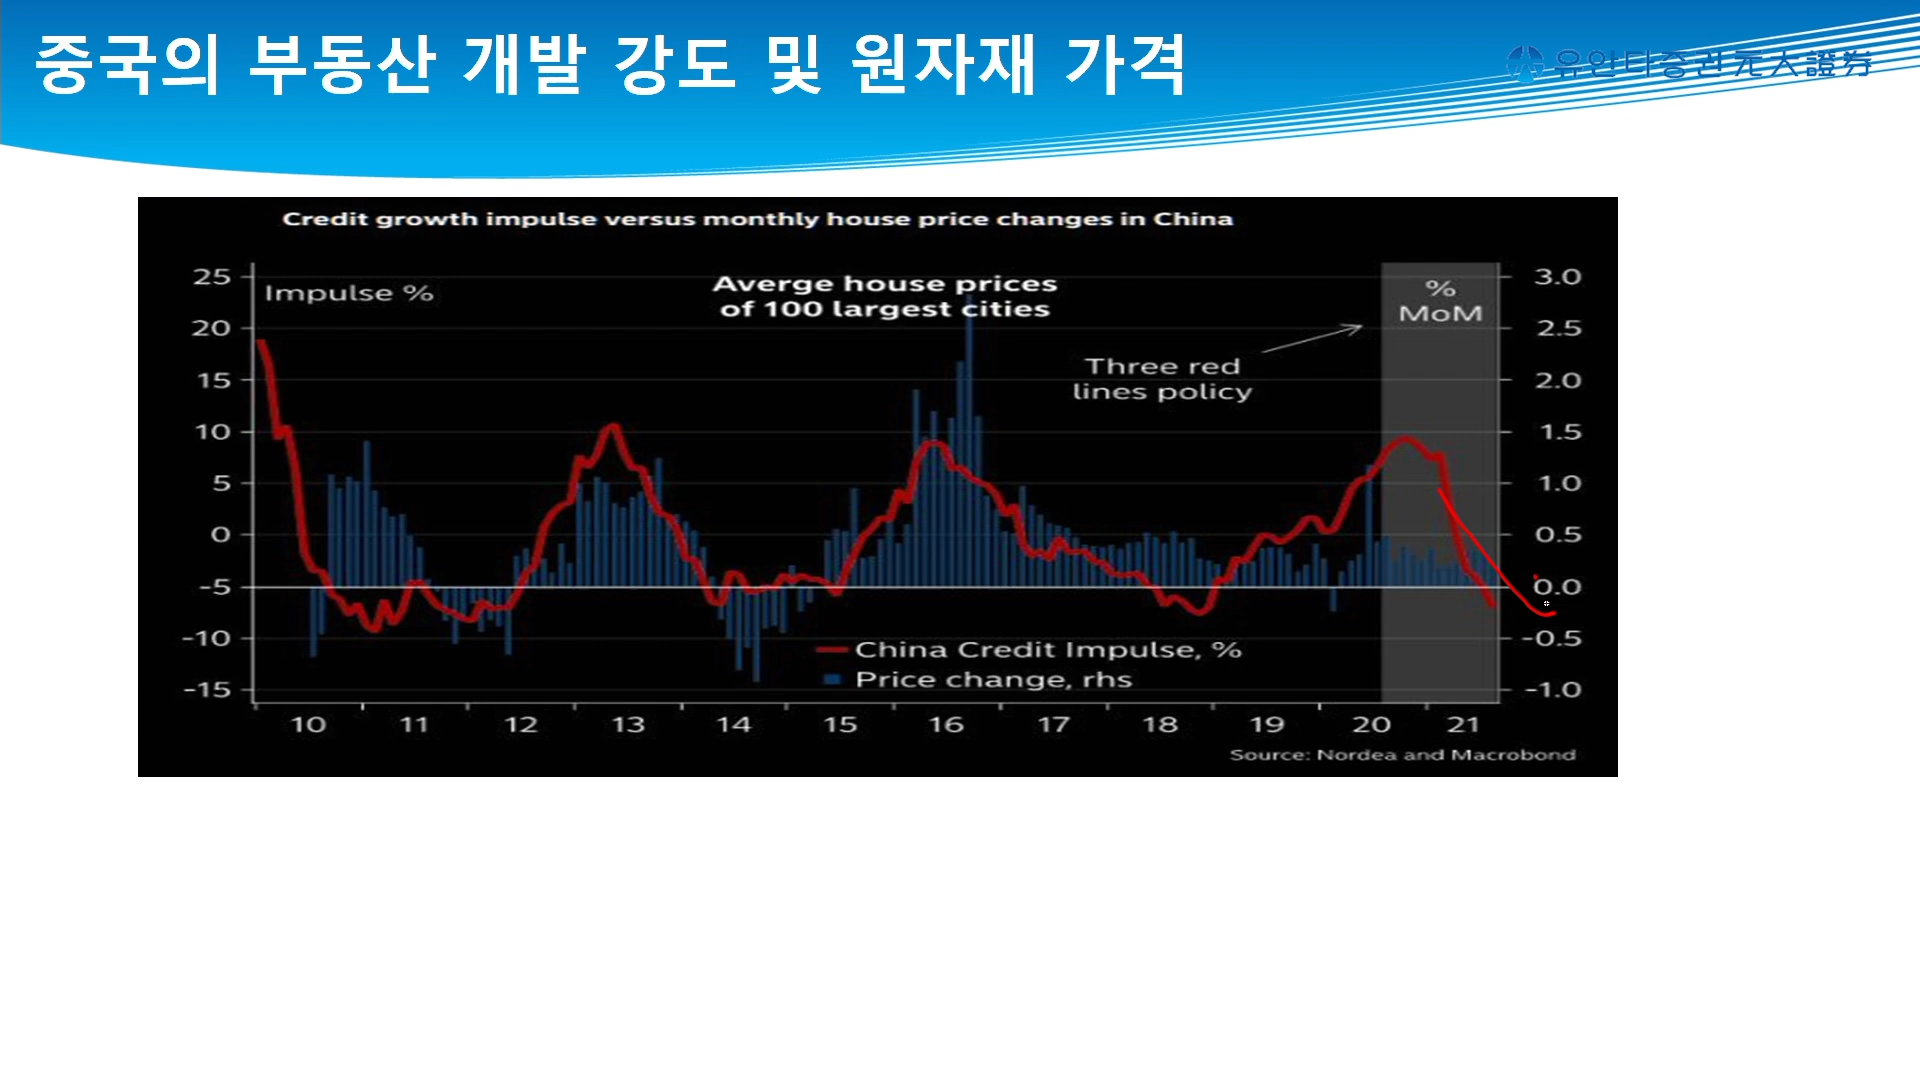 중국의 부동산 개발 강도 및 원자재 가격
유안타증권 元大證券
Credit growth impulse versus monthly house price changes in China
Impulse %
Averge house prices
of 100 largest cities
%
MoM
Three red
lines policy
25
20
15
10
5
0
-5
-10
-15
3.0
2.5
2.0
1.5
1.0
0.5
0.0
-0.5
-1.0
China Credit Impulse, %
Price change, rhs
10 11 12 13 14 15 16 17 18 19 20 21
Source: Nordea and Macrobond